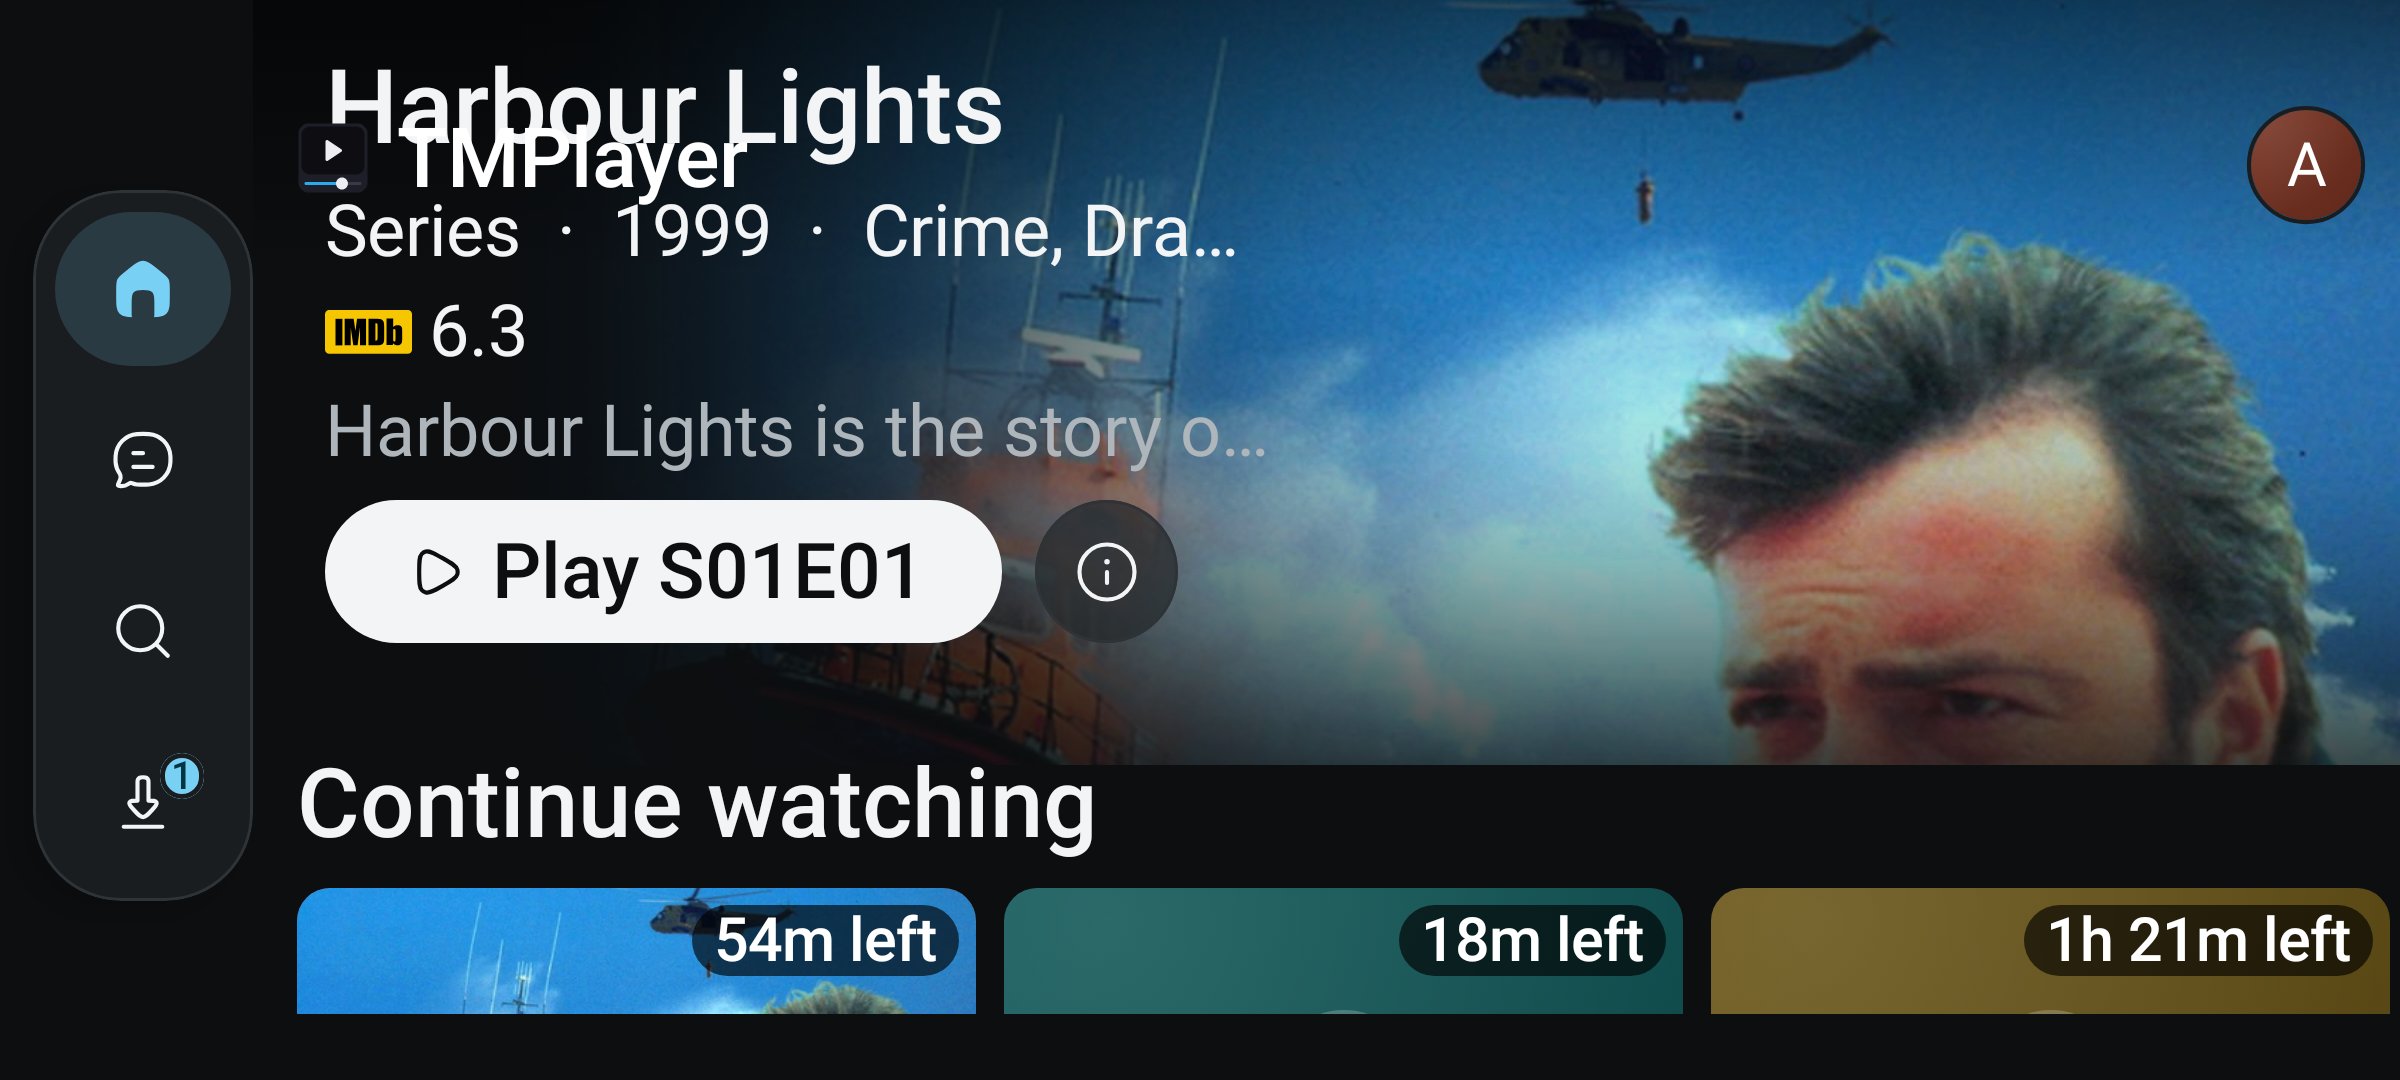 Harbour Lights
TMPlayer
A
Series · 1999 · Crime, Dra...
IMDb 6.3
Harbour Lights is the story o...
Play S01E01
1
Continue watching
54m left
18m left
1h 21m left